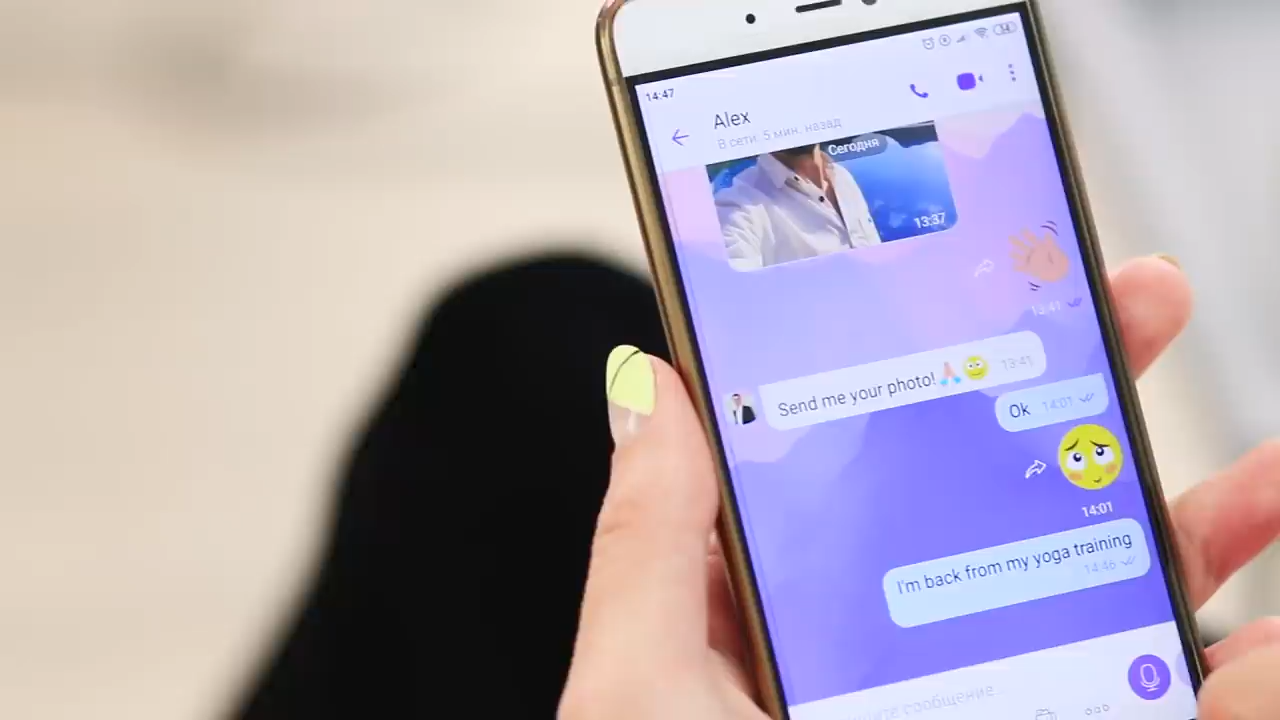 14:47
Alex
В сети 5 мин. назад
Сегодня
13:37
13:41
Send me your photo! 13:41
Ok 14:01
14:01
I'm back from my yoga training
14:46
сообщение...